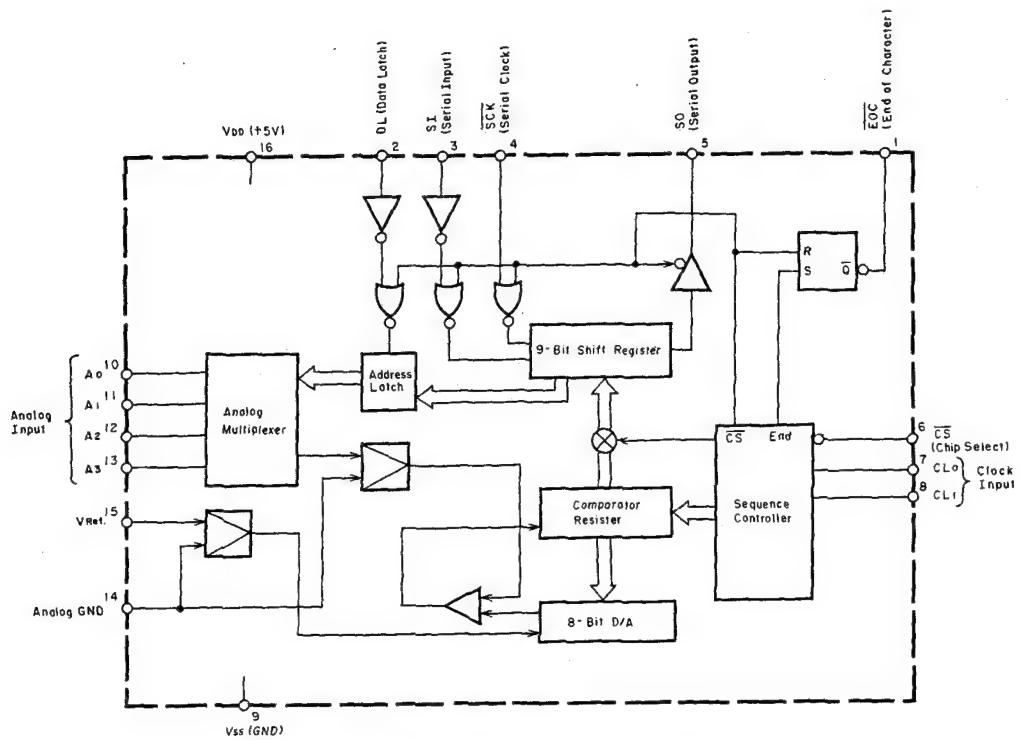 VDD (+5V)
16
DL (Data Latch)
2
SI
(Serial Input)
3
SCK
(Serial Clock)
4
SO
(Serial Output)
5
EOC
(End of Character)
1
R
S
Q
9-Bit Shift Register
Address
Latch
Analog
Multiplexer
Analog
Input
A0 10
A1 11
A2 12
A3 13
CS
End
6
CS
(Chip Select)
7
CL0
8
CL1
Clock
Input
Sequence
Controller
Comparator
Resister
VRef. 15
Analog GND 14
8-Bit D/A
9
Vss (GND)